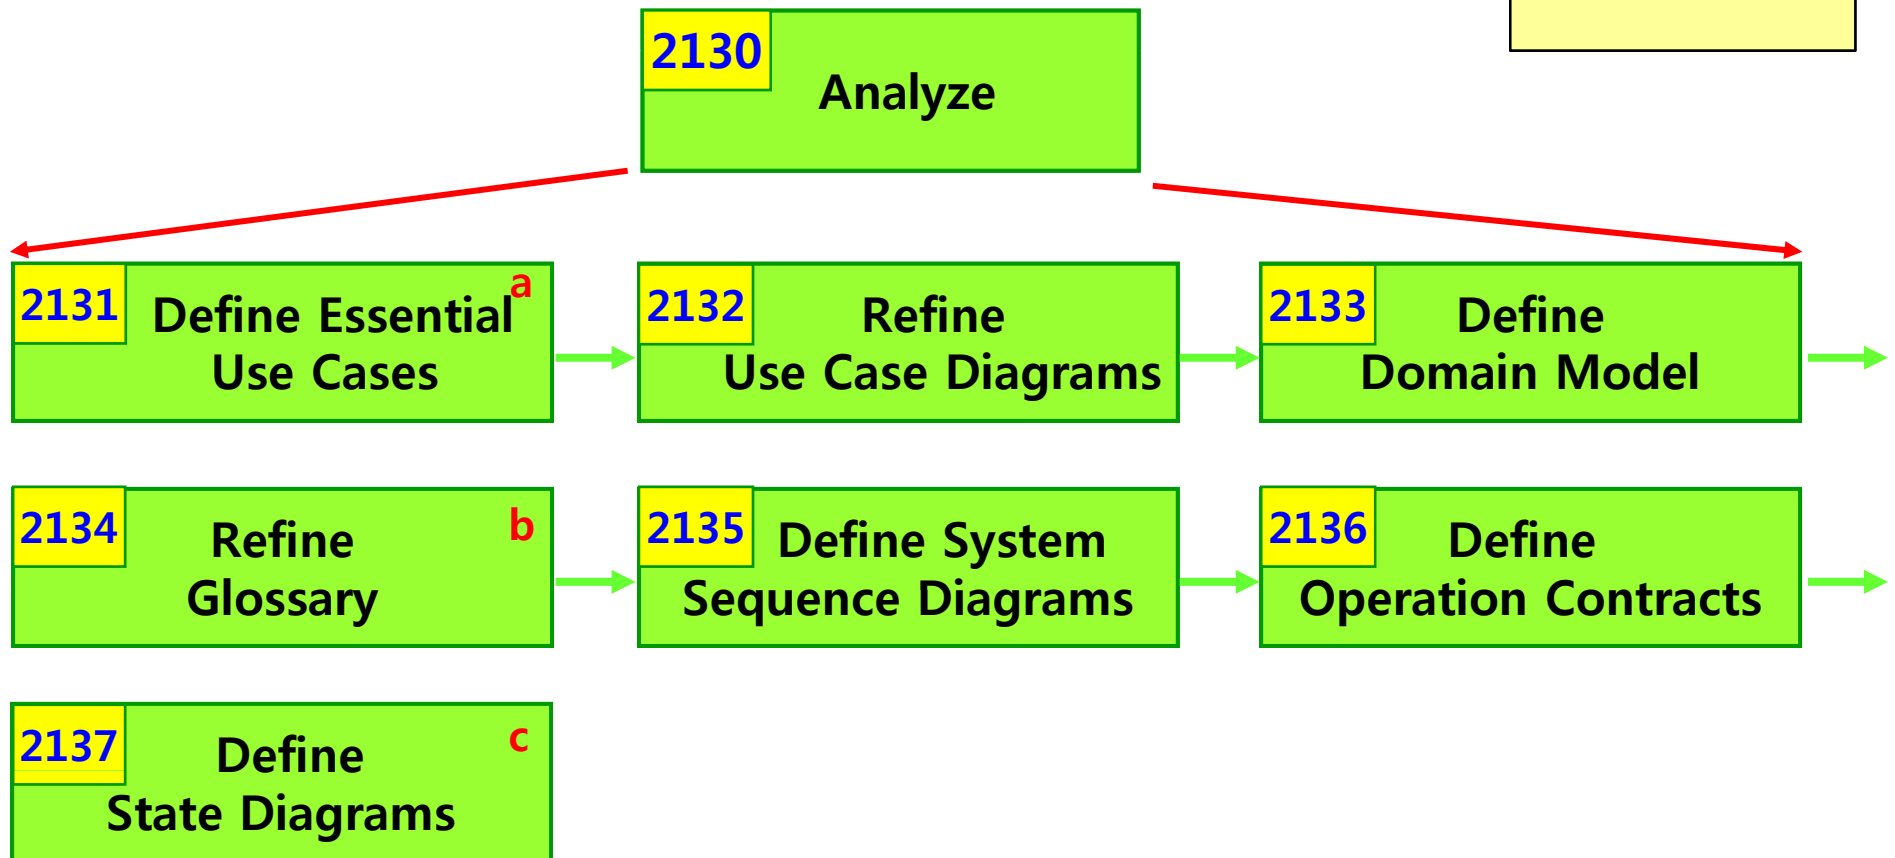 2130
Analyze
2131
a
Define Essential
Use Cases
2132
Refine
Use Case Diagrams
2133
Define
Domain Model
2134
b
Refine
Glossary
2135
Define System
Sequence Diagrams
2136
Define
Operation Contracts
2137
c
Define
State Diagrams